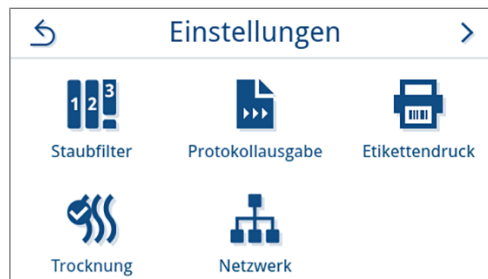 Einstellungen
1 2 3
Staubfilter Protokollausgabe Etikettendruck
Trocknung Netzwerk